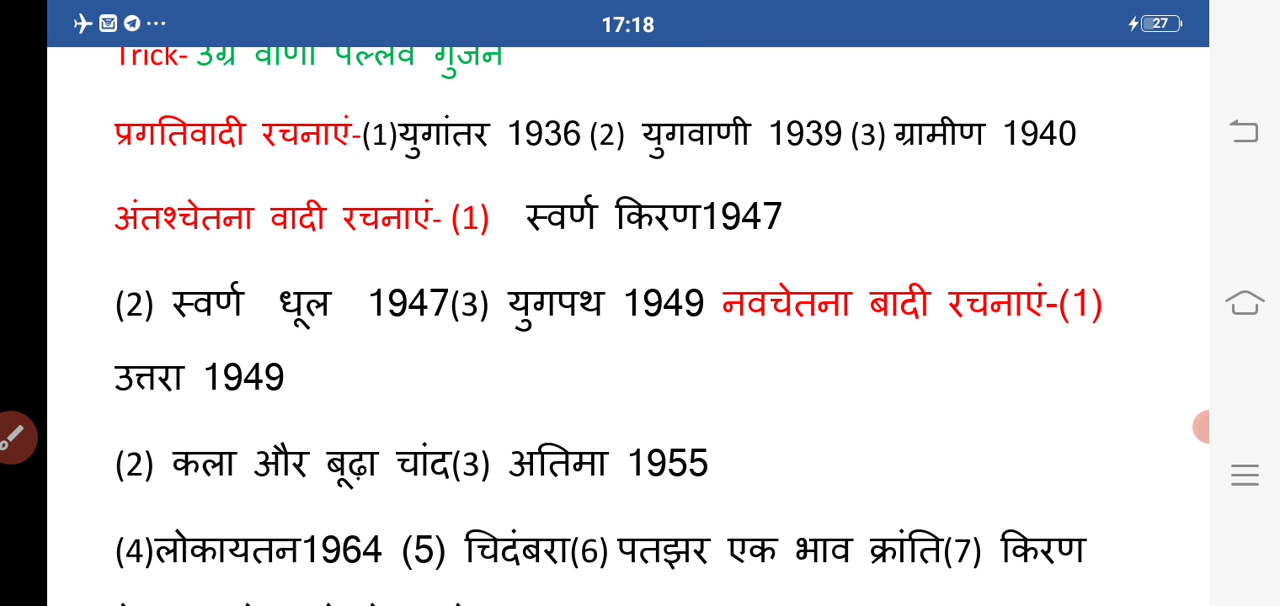 17:18
27
Trick- उग्र वाणी पल्लव गुंजन
प्रगतिवादी रचनाएं-(1)युगांतर 1936 (2) युगवाणी 1939 (3) ग्रामीण 1940
अंतश्चेतना वादी रचनाएं- (1) स्वर्ण किरण1947
(2) स्वर्ण धूल 1947(3) युगपथ 1949 नवचेतना बादी रचनाएं-(1)
उत्तरा 1949
(2) कला और बूढ़ा चांद(3) अतिमा 1955
(4)लोकायतन1964 (5) चिदंबरा(6) पतझर एक भाव क्रांति(7) किरण